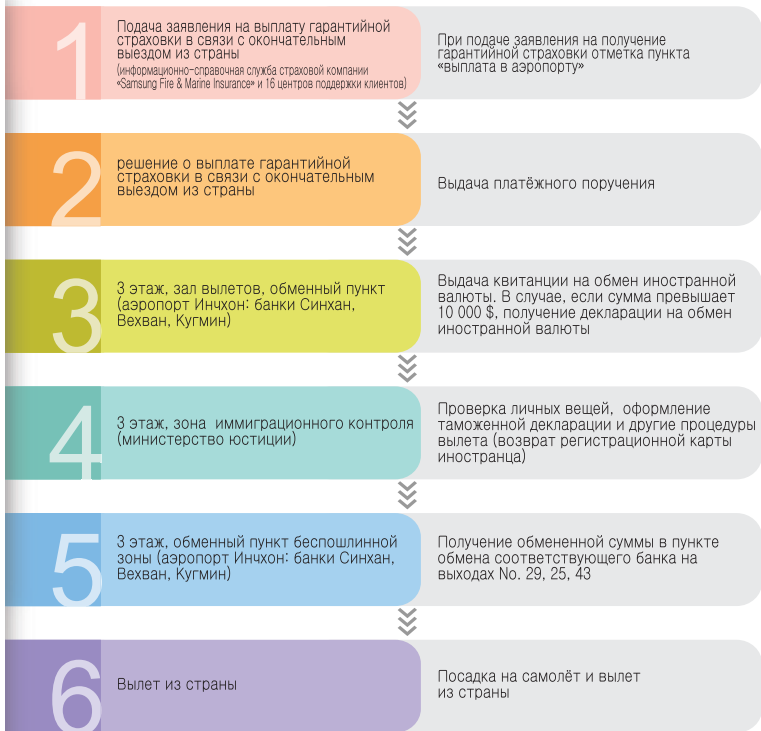 1
Подача заявления на выплату гарантийной
страховки в связи с окончательным
выездом из страны
(информационно-справочная служба страховой компании
«Samsung Fire & Marine Insurance» и 16 центров поддержки клиентов)
При подаче заявления на получение
гарантийной страховки отметка пункта
«выплата в аэропорту»
2
решение о выплате гарантийной
страховки в связи с окончательным
выездом из страны
Выдача платёжного поручения
3
3 этаж, зал вылетов, обменный пункт
(аэропорт Инчхон: банки Синхан,
Вехван, Кугмин)
Выдача квитанции на обмен иностранной
валюты. В случае, если сумма превышает
10 000 $, получение декларации на обмен
иностранной валюты
4
3 этаж, зона иммиграционного контроля
(министерство юстиции)
Проверка личных вещей, оформление
таможенной декларации и другие процедуры
вылета (возврат регистрационной карты
иностранца)
5
3 этаж, обменный пункт беспошлинной
зоны (аэропорт Инчхон: банки Синхан,
Вехван, Кугмин)
Получение обмененной суммы в пункте
обмена соответствующего банка на
выходах No. 29, 25, 43
6
Вылет из страны
Посадка на самолёт и вылет
из страны